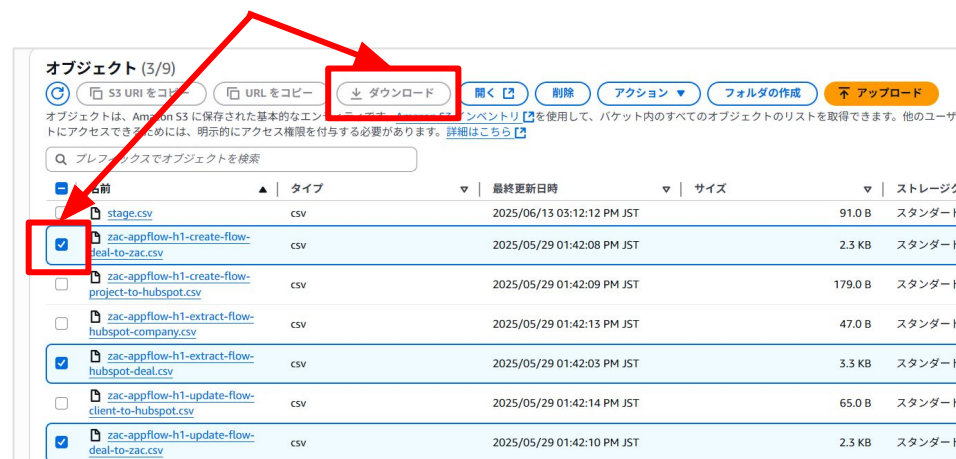 オブジェクト (3/9)
S3 URI をコピー URL をコピー ダウンロード 開く 削除 アクション フォルダの作成 アップロード
オブジェクトは、Amazon S3 に保存された基本的なエンティティです。Amazon S3 インベントリ を使用して、バケット内のすべてのオブジェクトのリストを取得できます。他のユーザ
トにアクセスできるためには、明示的にアクセス権限を付与する必要があります。詳細はこちら
プレフィックスでオブジェクトを検索
名前 タイプ 最終更新日時 サイズ ストレージク
stage.csv csv 2025/06/13 03:12:12 PM JST 91.0 B スタンダード
zac-appflow-h1-create-flow-
deal-to-zac.csv csv 2025/05/29 01:42:08 PM JST 2.3 KB スタンダード
zac-appflow-h1-create-flow-
project-to-hubspot.csv csv 2025/05/29 01:42:09 PM JST 179.0 B スタンダード
zac-appflow-h1-extract-flow-
hubspot-company.csv csv 2025/05/29 01:42:13 PM JST 47.0 B スタンダード
zac-appflow-h1-extract-flow-
hubspot-deal.csv csv 2025/05/29 01:42:03 PM JST 3.3 KB スタンダード
zac-appflow-h1-update-flow-
client-to-hubspot.csv csv 2025/05/29 01:42:14 PM JST 65.0 B スタンダード
zac-appflow-h1-update-flow-
deal-to-zac.csv csv 2025/05/29 01:42:10 PM JST 2.3 KB スタンダード